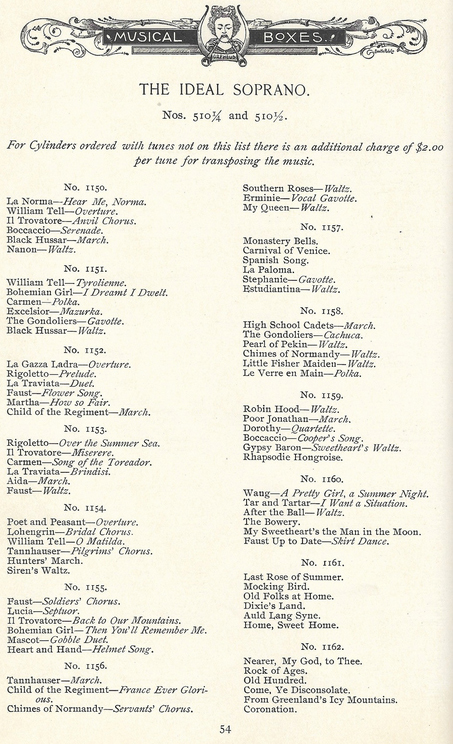 MUSICAL BOXES.
THE IDEAL SOPRANO.
Nos. 510¼ and 510½.
For Cylinders ordered with tunes not on this list there is an additional charge of $2.00
per tune for transposing the music.
No. 1150.
La Norma—Hear Me, Norma.
William Tell—Overture.
Il Trovatore—Anvil Chorus.
Boccaccio—Serenade.
Black Hussar—March.
Nanon—Waltz.
No. 1151.
William Tell—Tyrolienne.
Bohemian Girl—I Dreamt I Dwelt.
Carmen—Polka.
Excelsior—Mazurka.
The Gondoliers—Gavotte.
Black Hussar—Waltz.
No. 1152.
La Gazza Ladra—Overture.
Rigoletto—Prelude.
La Traviata—Duet.
Faust—Flower Song.
Martha—How so Fair.
Child of the Regiment—March.
No. 1153.
Rigoletto—Over the Summer Sea.
Il Trovatore—Miserere.
Carmen—Song of the Toreador.
La Traviata—Brindisi.
Aida—March.
Faust—Waltz.
No. 1154.
Poet and Peasant—Overture.
Lohengrin—Bridal Chorus.
William Tell—O Matilda.
Tannhauser—Pilgrims' Chorus.
Hunters' March.
Siren's Waltz.
No. 1155.
Faust—Soldiers' Chorus.
Lucia—Septuor.
Il Trovatore—Back to Our Mountains.
Bohemian Girl—Then You'll Remember Me.
Mascot—Gobble Duet.
Heart and Hand—Helmet Song.
No. 1156.
Tannhauser—March.
Child of the Regiment—France Ever Glori-
ous.
Chimes of Normandy—Servants' Chorus.
Southern Roses—Waltz.
Erminie—Vocal Gavotte.
My Queen—Waltz.
No. 1157.
Monastery Bells.
Carnival of Venice.
Spanish Song.
La Paloma.
Stephanie—Gavotte.
Estudiantina—Waltz.
No. 1158.
High School Cadets—March.
The Gondoliers—Cachuca.
Pearl of Pekin—Waltz.
Chimes of Normandy—Waltz.
Little Fisher Maiden—Waltz.
Le Verre en Main—Polka.
No. 1159.
Robin Hood—Waltz.
Poor Jonathan—March.
Dorothy—Quartette.
Boccaccio—Cooper's Song.
Gypsy Baron—Sweetheart's Waltz.
Rhapsodie Hongroise.
No. 1160.
Wang—A Pretty Girl, a Summer Night.
Tar and Tartar—I Want a Situation.
After the Ball—Waltz.
The Bowery.
My Sweetheart's the Man in the Moon.
Faust Up to Date—Skirt Dance.
No. 1161.
Last Rose of Summer.
Mocking Bird.
Old Folks at Home.
Dixie's Land.
Auld Lang Syne.
Home, Sweet Home.
No. 1162.
Nearer, My God, to Thee.
Rock of Ages.
Old Hundred.
Come, Ye Disconsolate.
From Greenland's Icy Mountains.
Coronation.
54